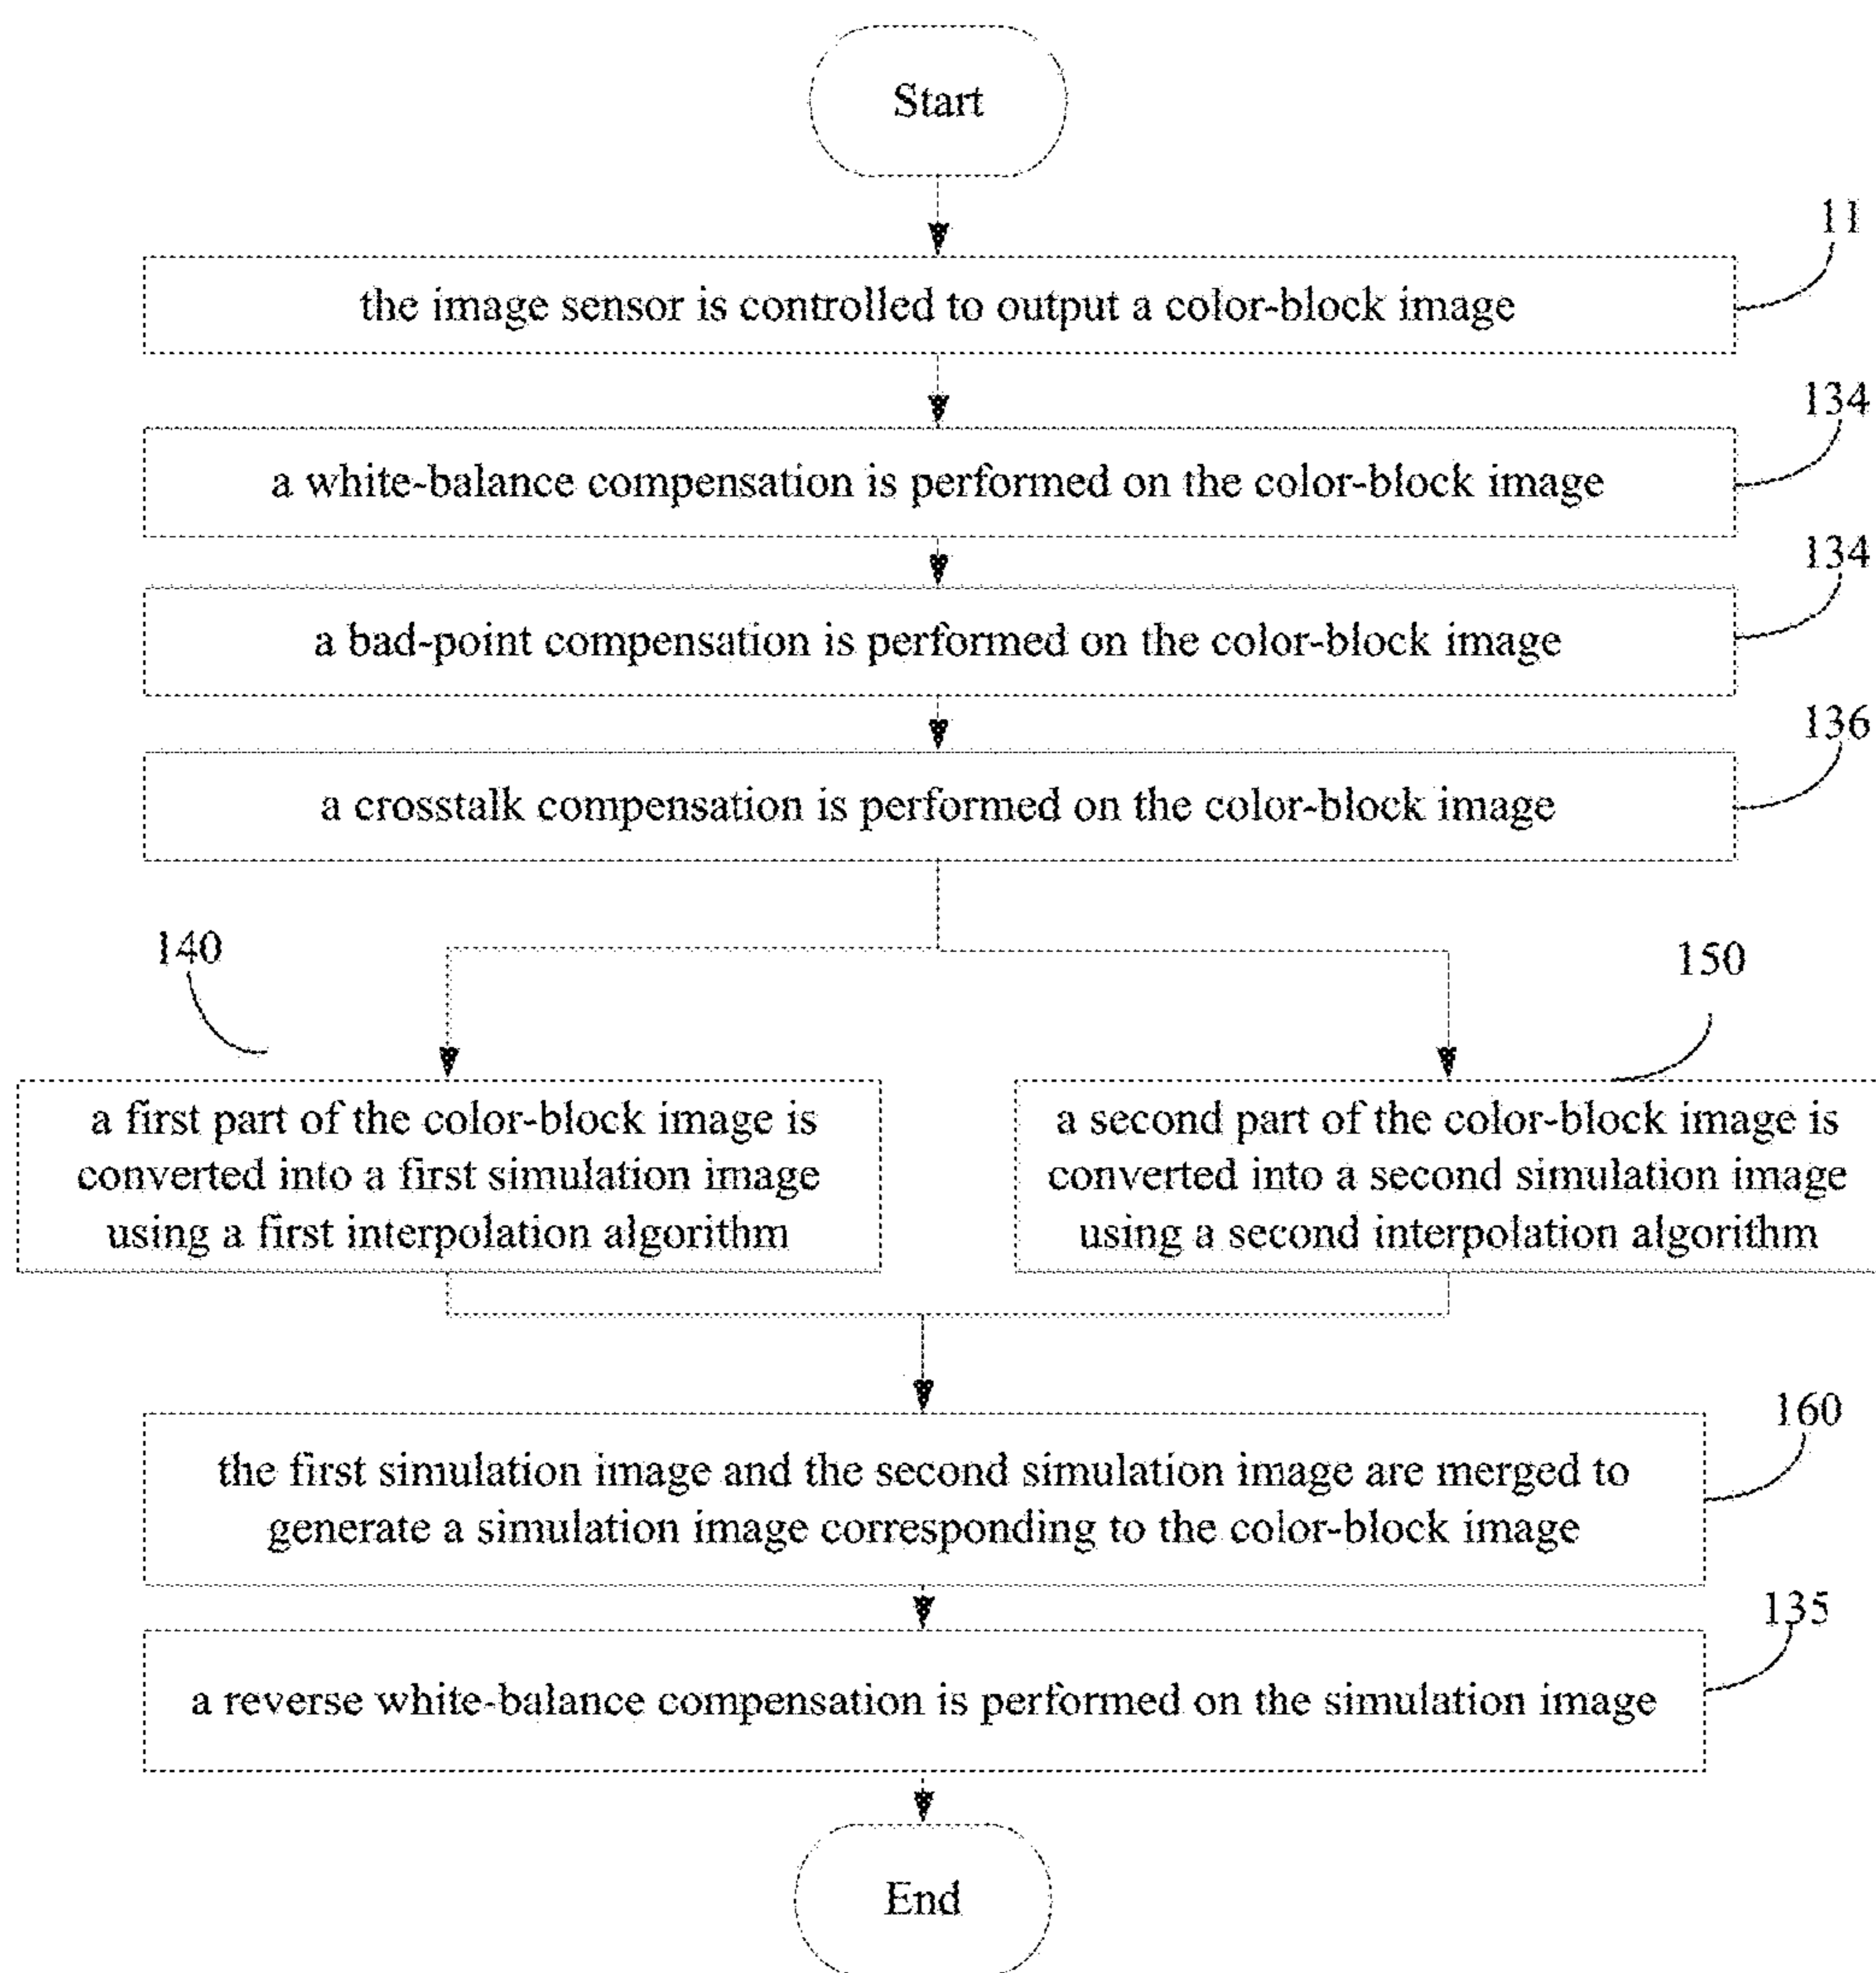 Start
11
the image sensor is controlled to output a color-block image
134
a white-balance compensation is performed on the color-block image
134
a bad-point compensation is performed on the color-block image
136
a crosstalk compensation is performed on the color-block image
140
150
a first part of the color-block image is
converted into a first simulation image
using a first interpolation algorithm
a second part of the color-block image is
converted into a second simulation image
using a second interpolation algorithm
160
the first simulation image and the second simulation image are merged to
generate a simulation image corresponding to the color-block image
135
a reverse white-balance compensation is performed on the simulation image
End